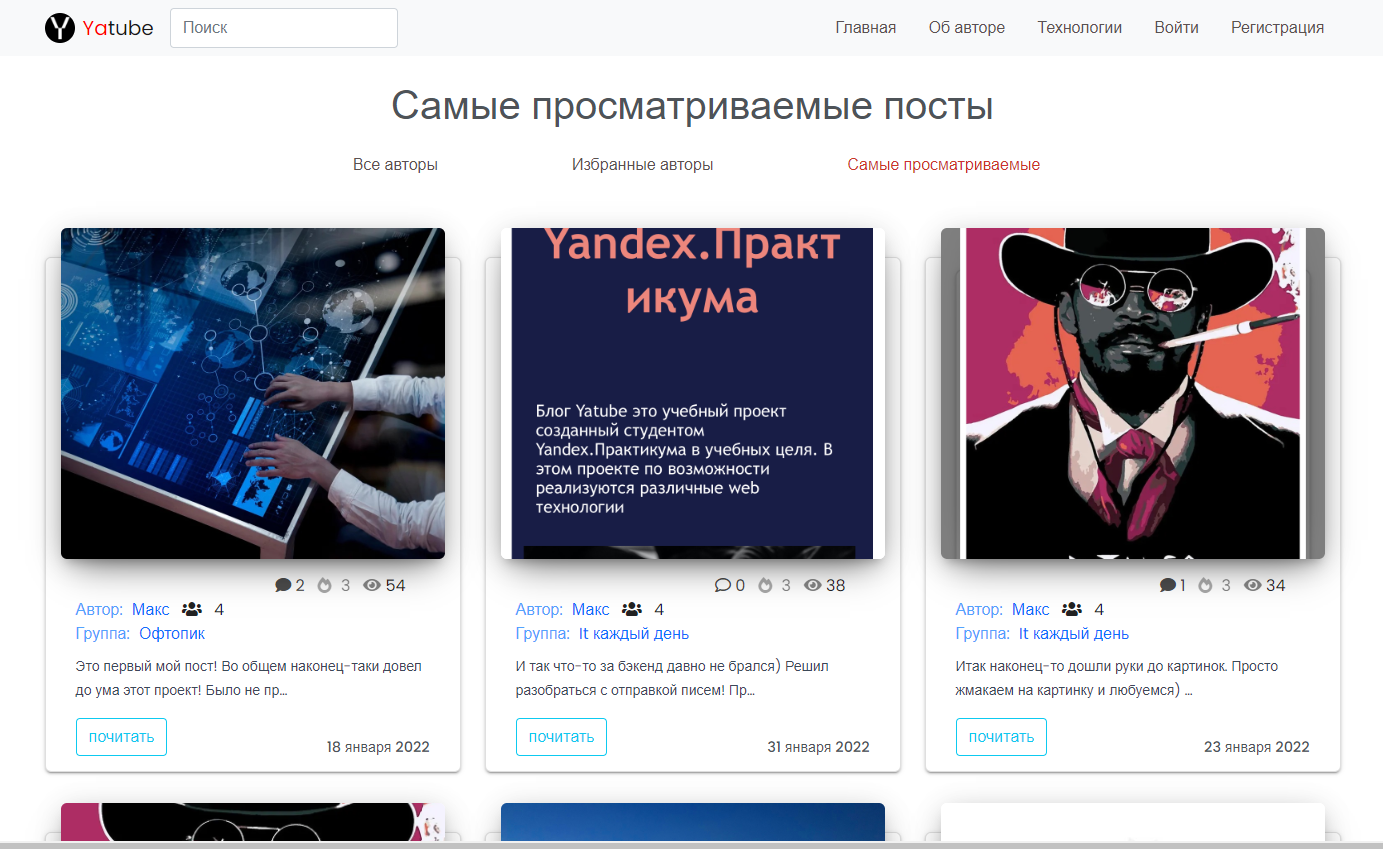 Y Yatube Поиск Главная Об авторе Технологии Войти Регистрация
Самые просматриваемые посты
Все авторы Избранные авторы Самые просматриваемые
Yandex.Практ
икума
Блог Yatube это учебный проект
созданный студентом
Yandex.Практикума в учебных целя. В
этом проекте по возможности
реализуются различные web
технологии
2 3 54
Автор: Макс 4
Группа: Офтопик
Это первый мой пост! Во общем наконец-таки довел
до ума этот проект! Было не пр…
почитать 18 января 2022
0 3 38
Автор: Макс 4
Группа: It каждый день
И так что-то за бэкенд давно не брался) Решил
разобраться с отправкой писем! Пр…
почитать 31 января 2022
1 3 34
Автор: Макс 4
Группа: It каждый день
Итак наконец-то дошли руки до картинок. Просто
жмакаем на картинку и любуемся) …
почитать 23 января 2022